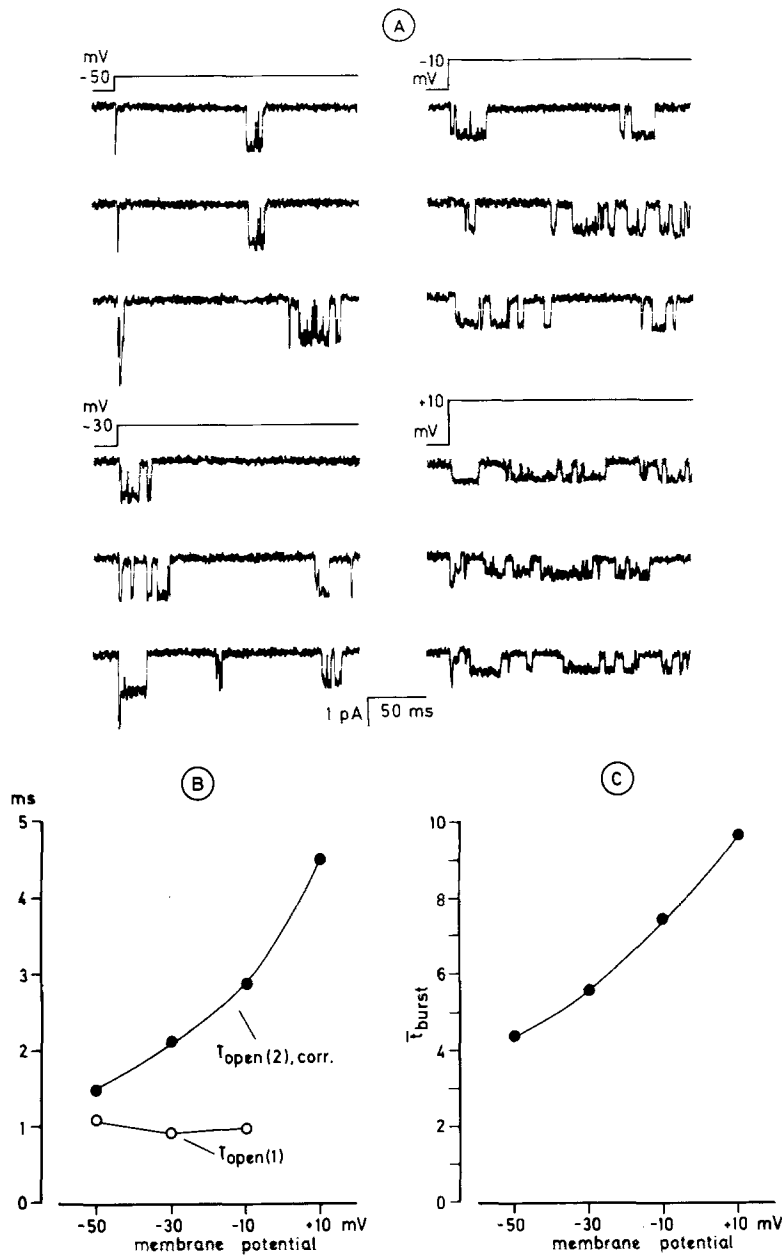 A
mV
-50
-10
mV
mV
-30
+10
mV
1 pA 50 ms
B
ms
5
4
3
2
1
0
τopen(2), corr.
τopen(1)
-50 -30 -10 +10 mV
membrane potential
C
10
8
6
4
2
0
t̄burst
-50 -30 -10 +10 mV
membrane potential